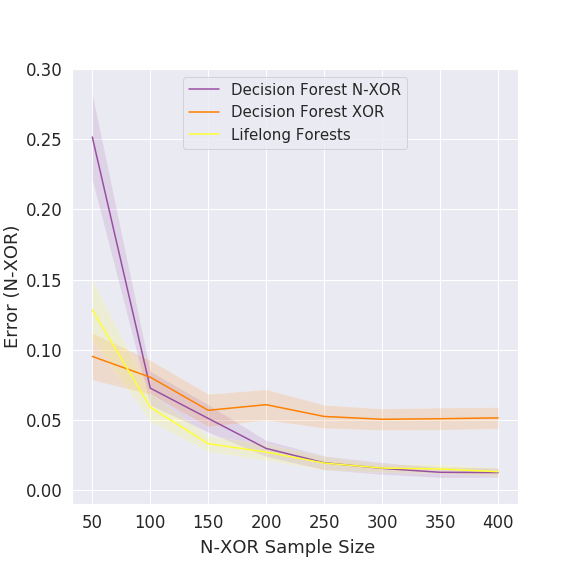 0.30
0.25
0.20
0.15
0.10
0.05
0.00
Error (N-XOR)
Decision Forest N-XOR
Decision Forest XOR
Lifelong Forests
50 100 150 200 250 300 350 400
N-XOR Sample Size